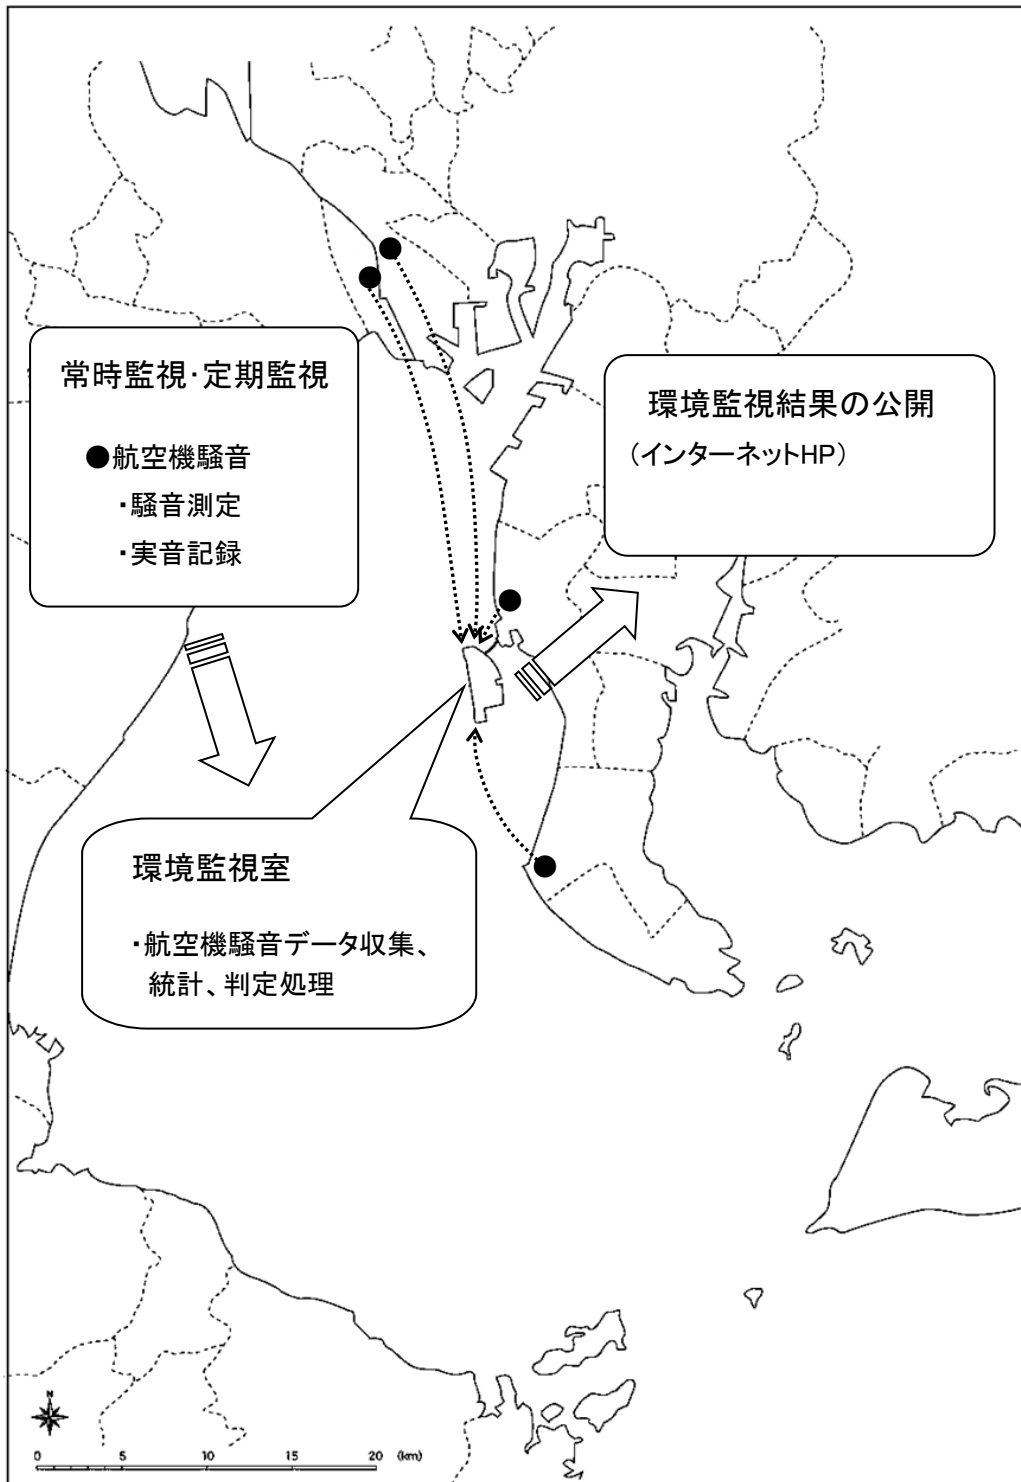 常時監視・定期監視
●航空機騒音
・騒音測定
・実音記録
環境監視結果の公開
（インターネットHP）
環境監視室
・航空機騒音データ収集、
統計、判定処理
N
0 5 10 15 20 (km)